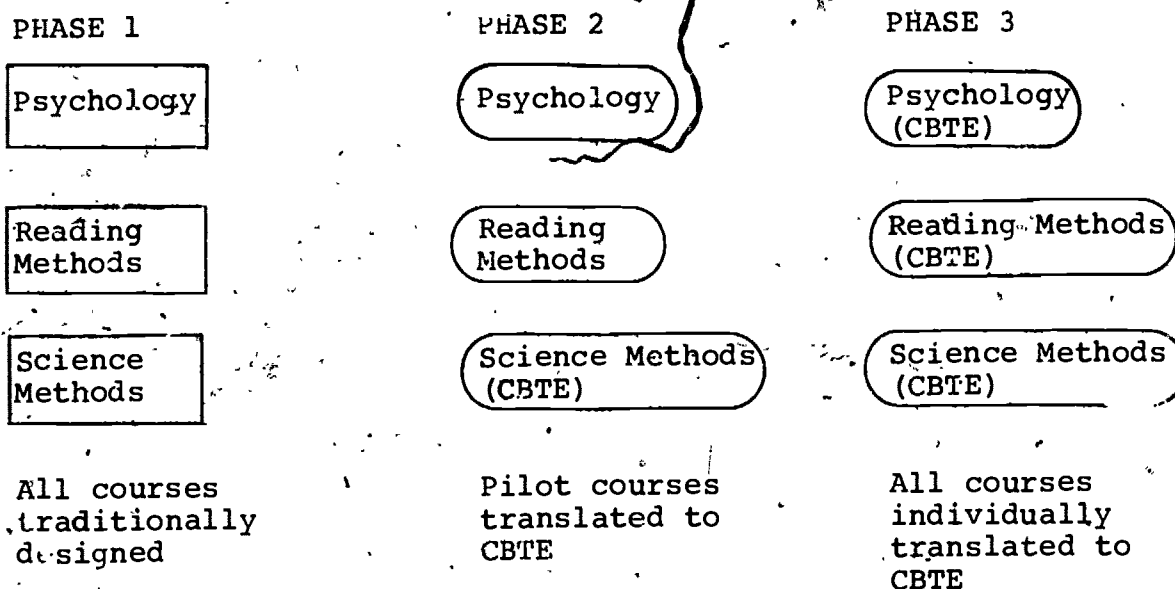 PHASE 1
Psychology
Reading
Methods
Science
Methods
All courses
traditionally
designed
PHASE 2
Psychology
Reading
Methods
Science Methods
(CBTE)
Pilot courses
translated to
CBTE
PHASE 3
Psychology
(CBTE)
Reading Methods
(CBTE)
Science Methods
(CBTE)
All courses
individually
translated to
CBTE